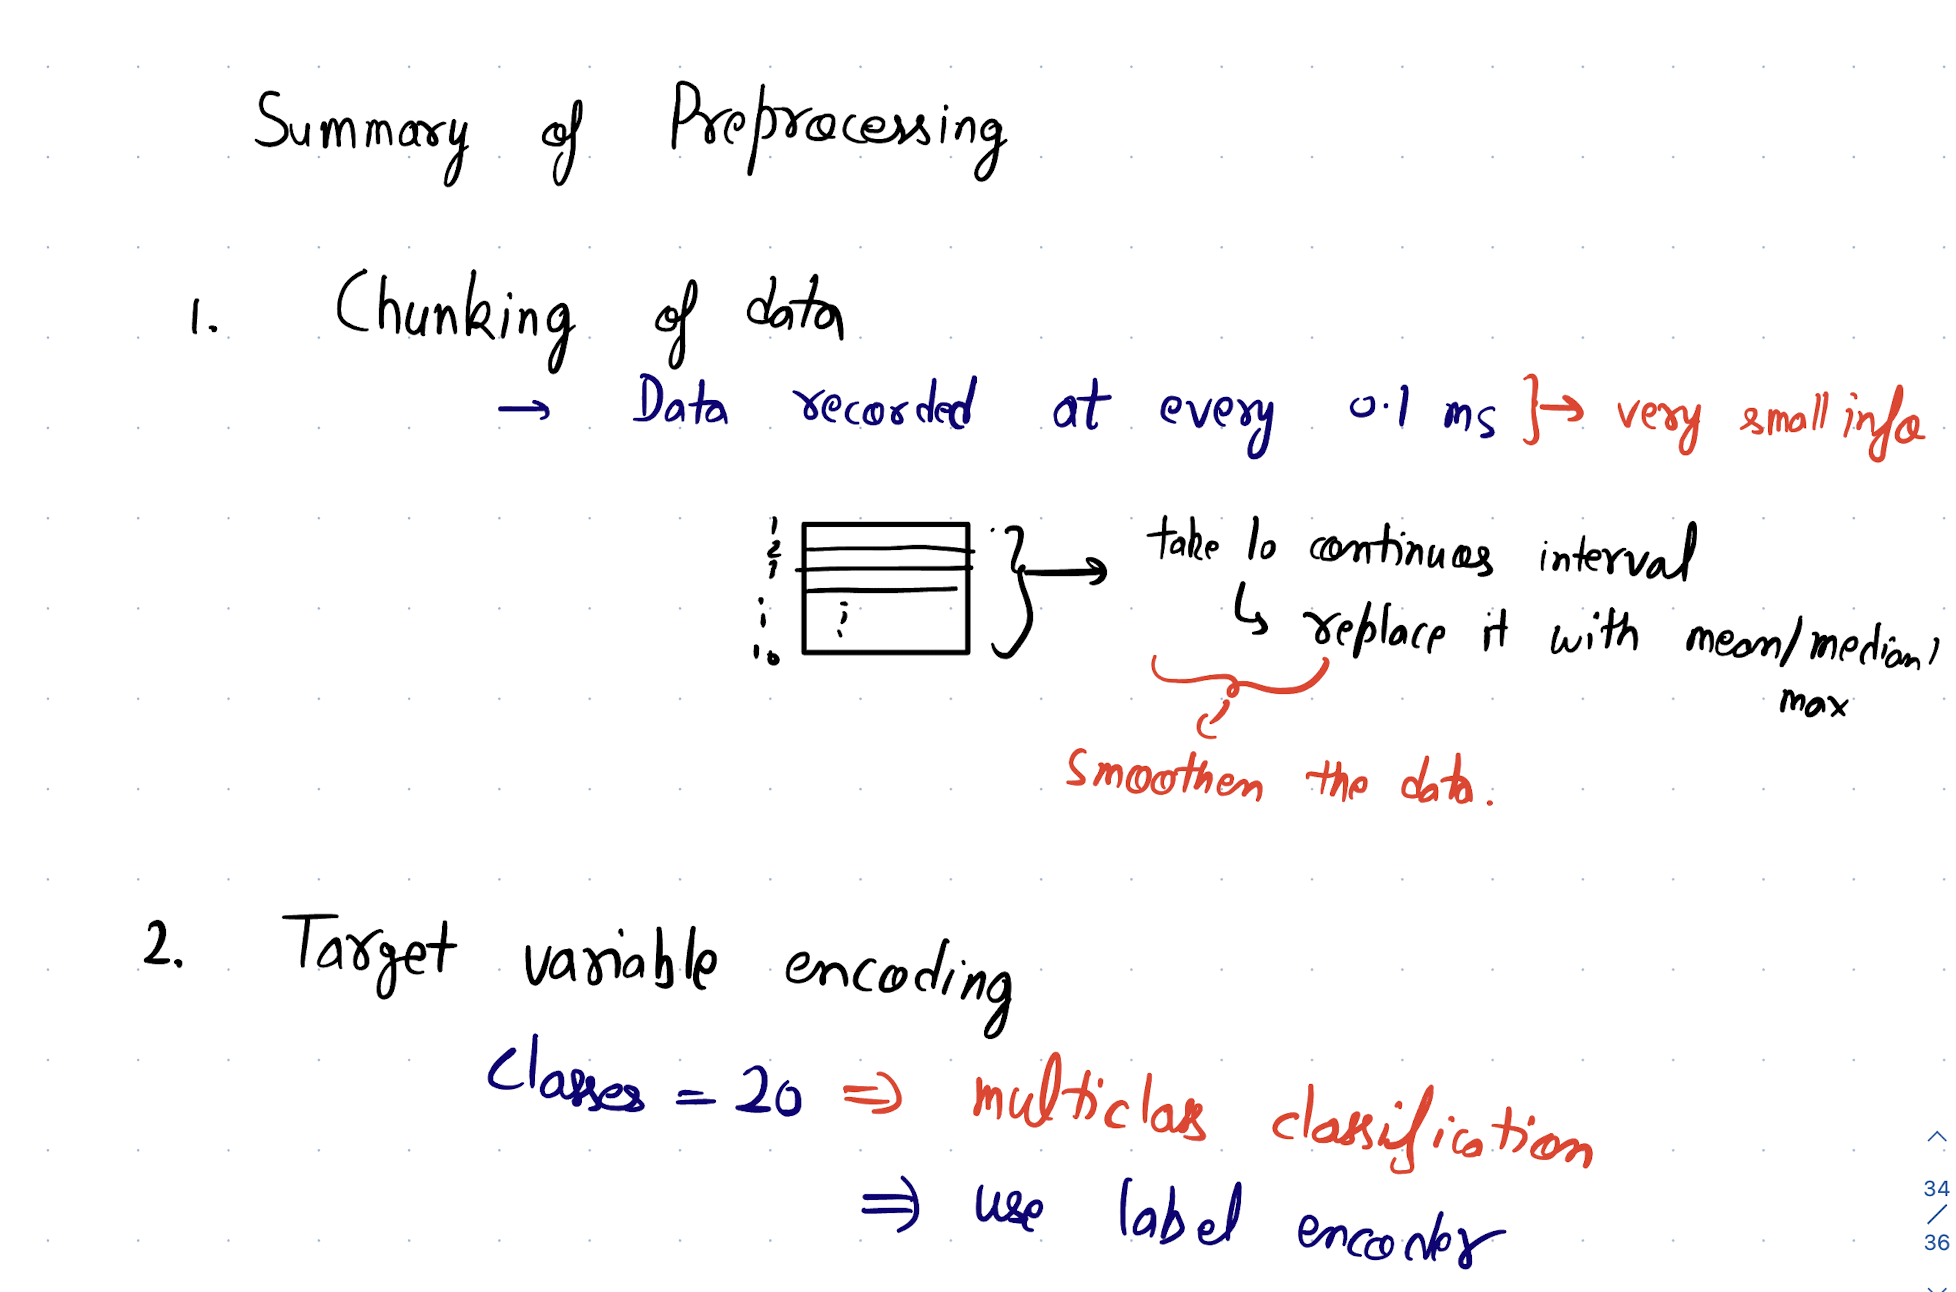 Summary of Preprocessing
1. Chunking of data
→ Data recorded at every 0.1 ms }→ very small info
1
2
:
10
take 10 continuos interval
↳ replace it with mean/median/
max
Smoothen the data.
2. Target variable encoding
Classes = 20 ⇒ multiclass classification
⇒ use label encoder
34
/
36